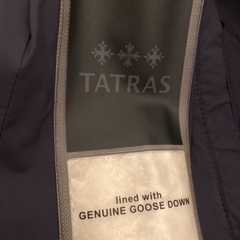 TATRAS
lined with
GENUINE GOOSE DOWN